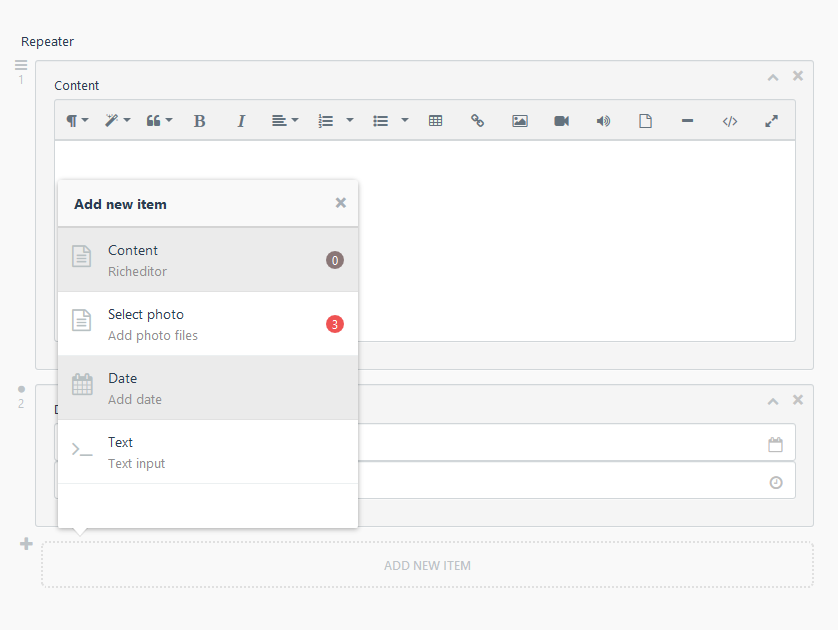 Repeater
1
Content
B
I
Add new item
Content
Richeditor
0
Select photo
Add photo files
3
Date
Add date
2
Text
Text input
ADD NEW ITEM